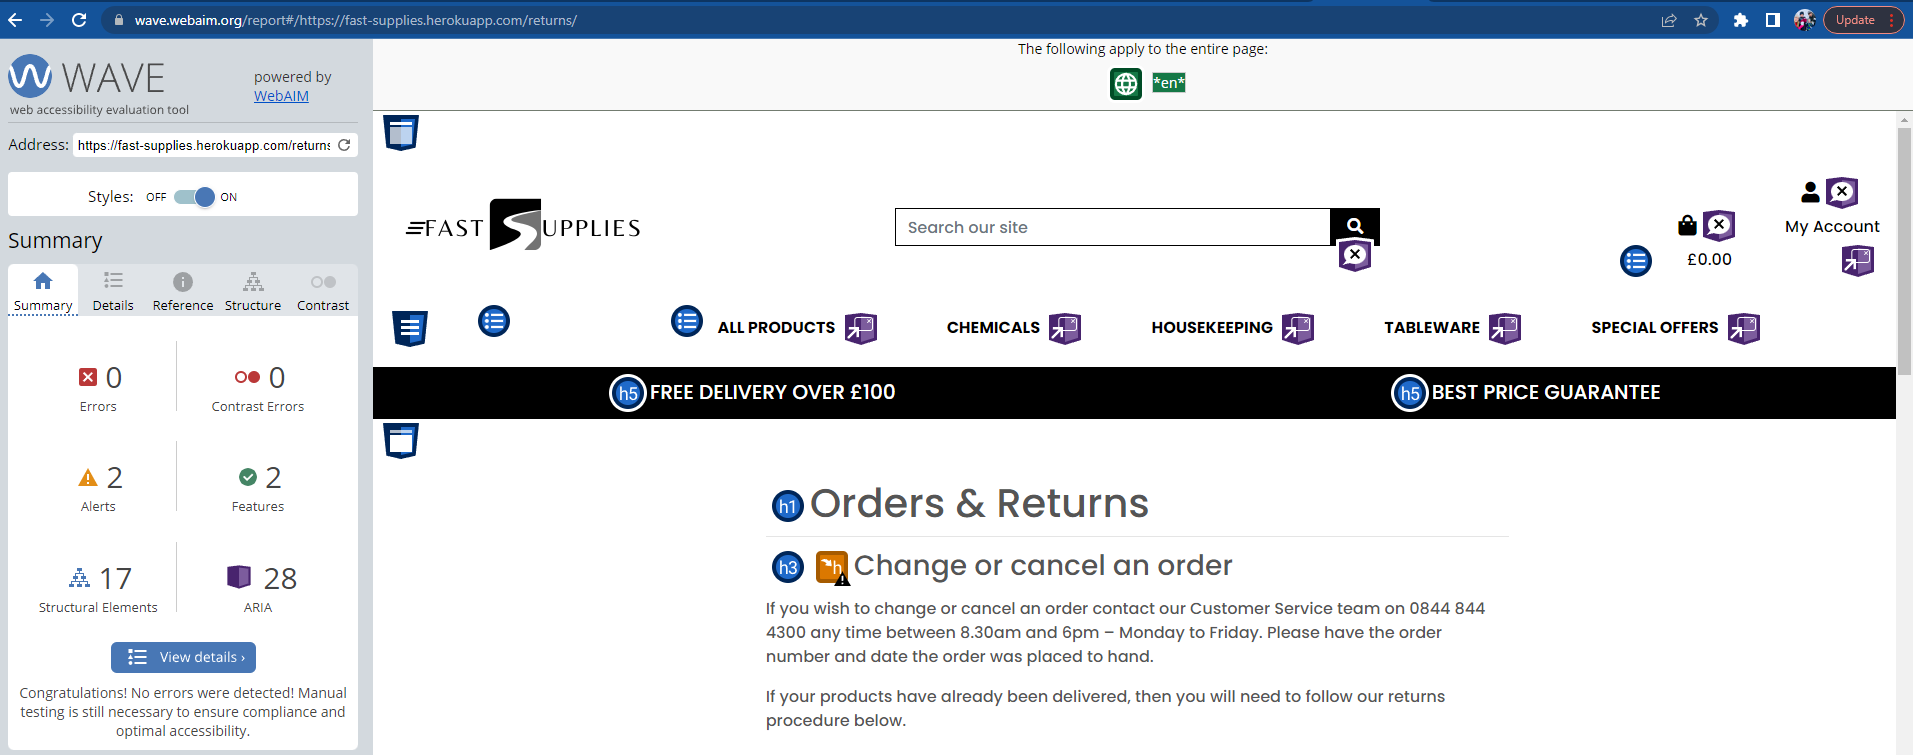 wave.webaim.org/report#/https://fast-supplies.herokuapp.com/returns/
Update
WAVE
web accessibility evaluation tool
powered by
WebAIM
Address: https://fast-supplies.herokuapp.com/returns
Styles: OFF ON
Summary
Summary Details Reference Structure Contrast
0
Errors
0
Contrast Errors
2
Alerts
2
Features
17
Structural Elements
28
ARIA
View details ›
Congratulations! No errors were detected! Manual
testing is still necessary to ensure compliance and
optimal accessibility.
The following apply to the entire page:
*en*
FAST SUPPLIES
Search our site
£0.00
My Account
ALL PRODUCTS CHEMICALS HOUSEKEEPING TABLEWARE SPECIAL OFFERS
h5 FREE DELIVERY OVER £100
h5 BEST PRICE GUARANTEE
h1 Orders & Returns
h3 h Change or cancel an order
If you wish to change or cancel an order contact our Customer Service team on 0844 844
4300 any time between 8.30am and 6pm – Monday to Friday. Please have the order
number and date the order was placed to hand.
If your products have already been delivered, then you will need to follow our returns
procedure below.